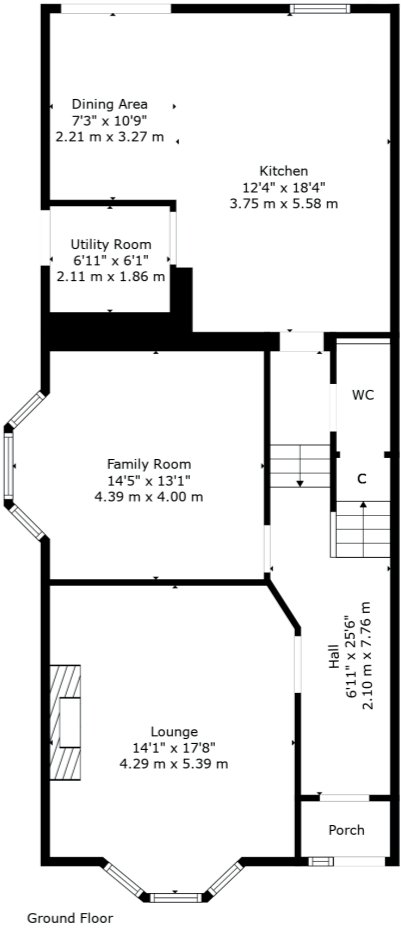 Dining Area
7'3" x 10'9"
2.21 m x 3.27 m
Kitchen
12'4" x 18'4"
3.75 m x 5.58 m
Utility Room
6'11" x 6'1"
2.11 m x 1.86 m
WC
Family Room
14'5" x 13'1"
4.39 m x 4.00 m
C
Hall
6'11" x 25'6"
2.10 m x 7.76 m
Lounge
14'1" x 17'8"
4.29 m x 5.39 m
Porch
Ground Floor